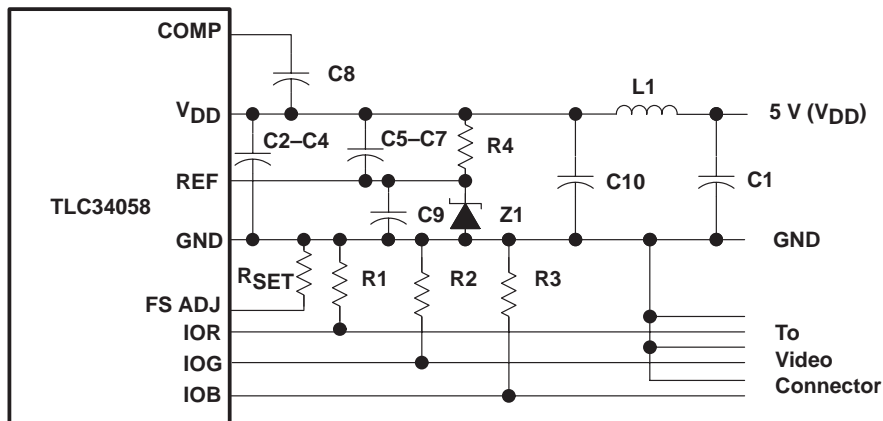 COMP
C8
L1
VDD
5 V (VDD)
C2–C4
C5–C7
R4
REF
C10
C1
TLC34058
C9
Z1
GND
GND
RSET
R1
R2
R3
FS ADJ
IOR
To
IOG
Video
IOB
Connector